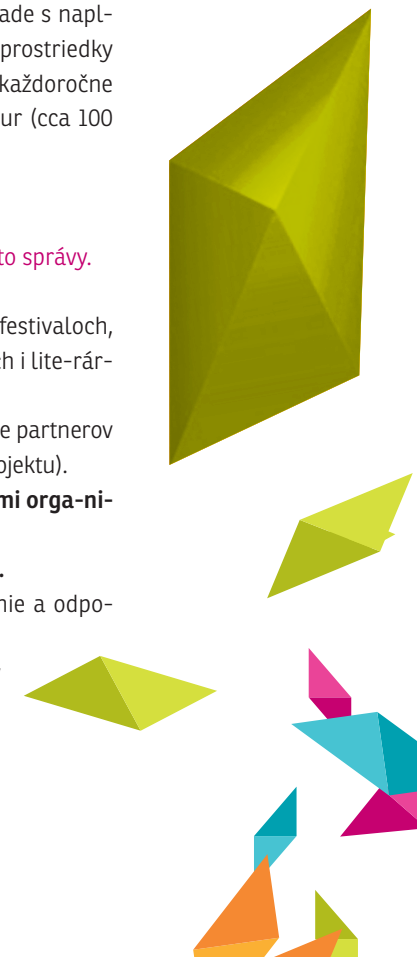 ade s napl-
prostriedky
každoročne
ur (cca 100
to správy.
festivaloch,
h i lite-rár-
e partnerov
ojektu).
mi orga-ni-
.
nie a odpo-
.